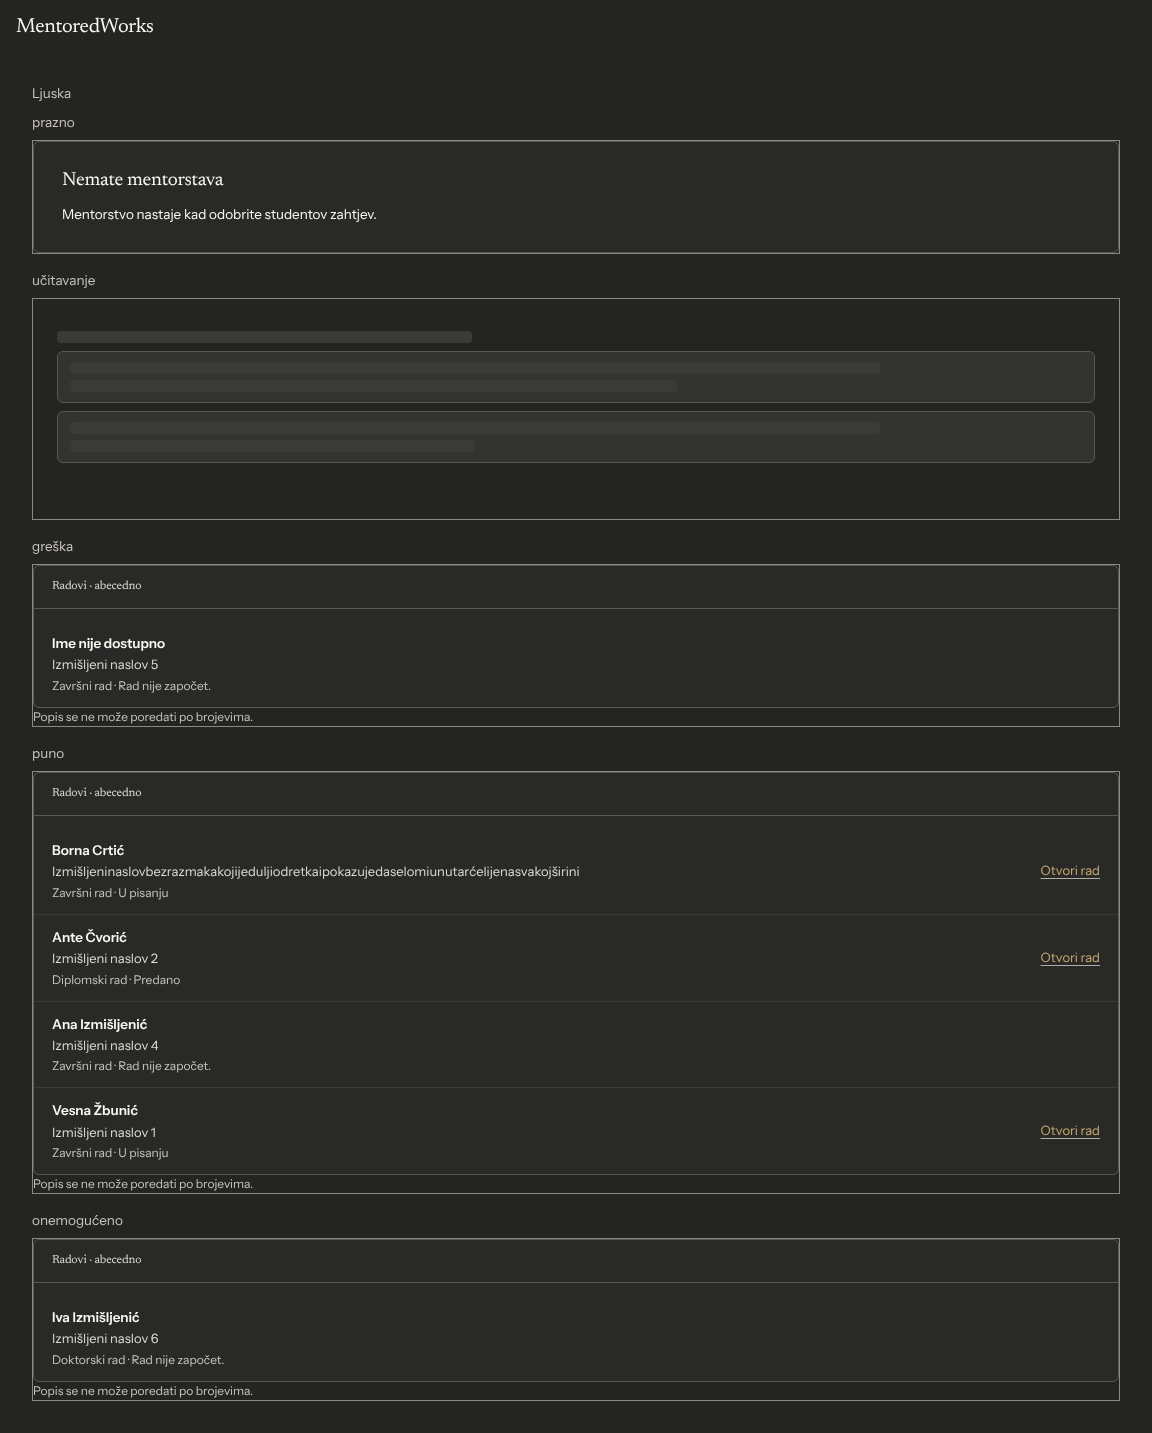 MentoredWorks
Ljuska
prazno
Nemate mentorstava
Mentorstvo nastaje kad odobrite studentov zahtjev.
učitavanje
greška
Radovi · abecedno
Ime nije dostupno
Izmišljeni naslov 5
Završni rad · Rad nije započet.
Popis se ne može poredati po brojevima.
puno
Radovi · abecedno
Borna Crtić
Izmišljeninaslovbezrazmakakojijeduljiodretkaipokazujedaselomiunutarćelijenasvakojširini
Otvori rad
Završni rad · U pisanju
Ante Čvorić
Izmišljeni naslov 2
Otvori rad
Diplomski rad · Predano
Ana Izmišljenić
Izmišljeni naslov 4
Završni rad · Rad nije započet.
Vesna Žbunić
Izmišljeni naslov 1
Otvori rad
Završni rad · U pisanju
Popis se ne može poredati po brojevima.
onemogućeno
Radovi · abecedno
Iva Izmišljenić
Izmišljeni naslov 6
Doktorski rad · Rad nije započet.
Popis se ne može poredati po brojevima.